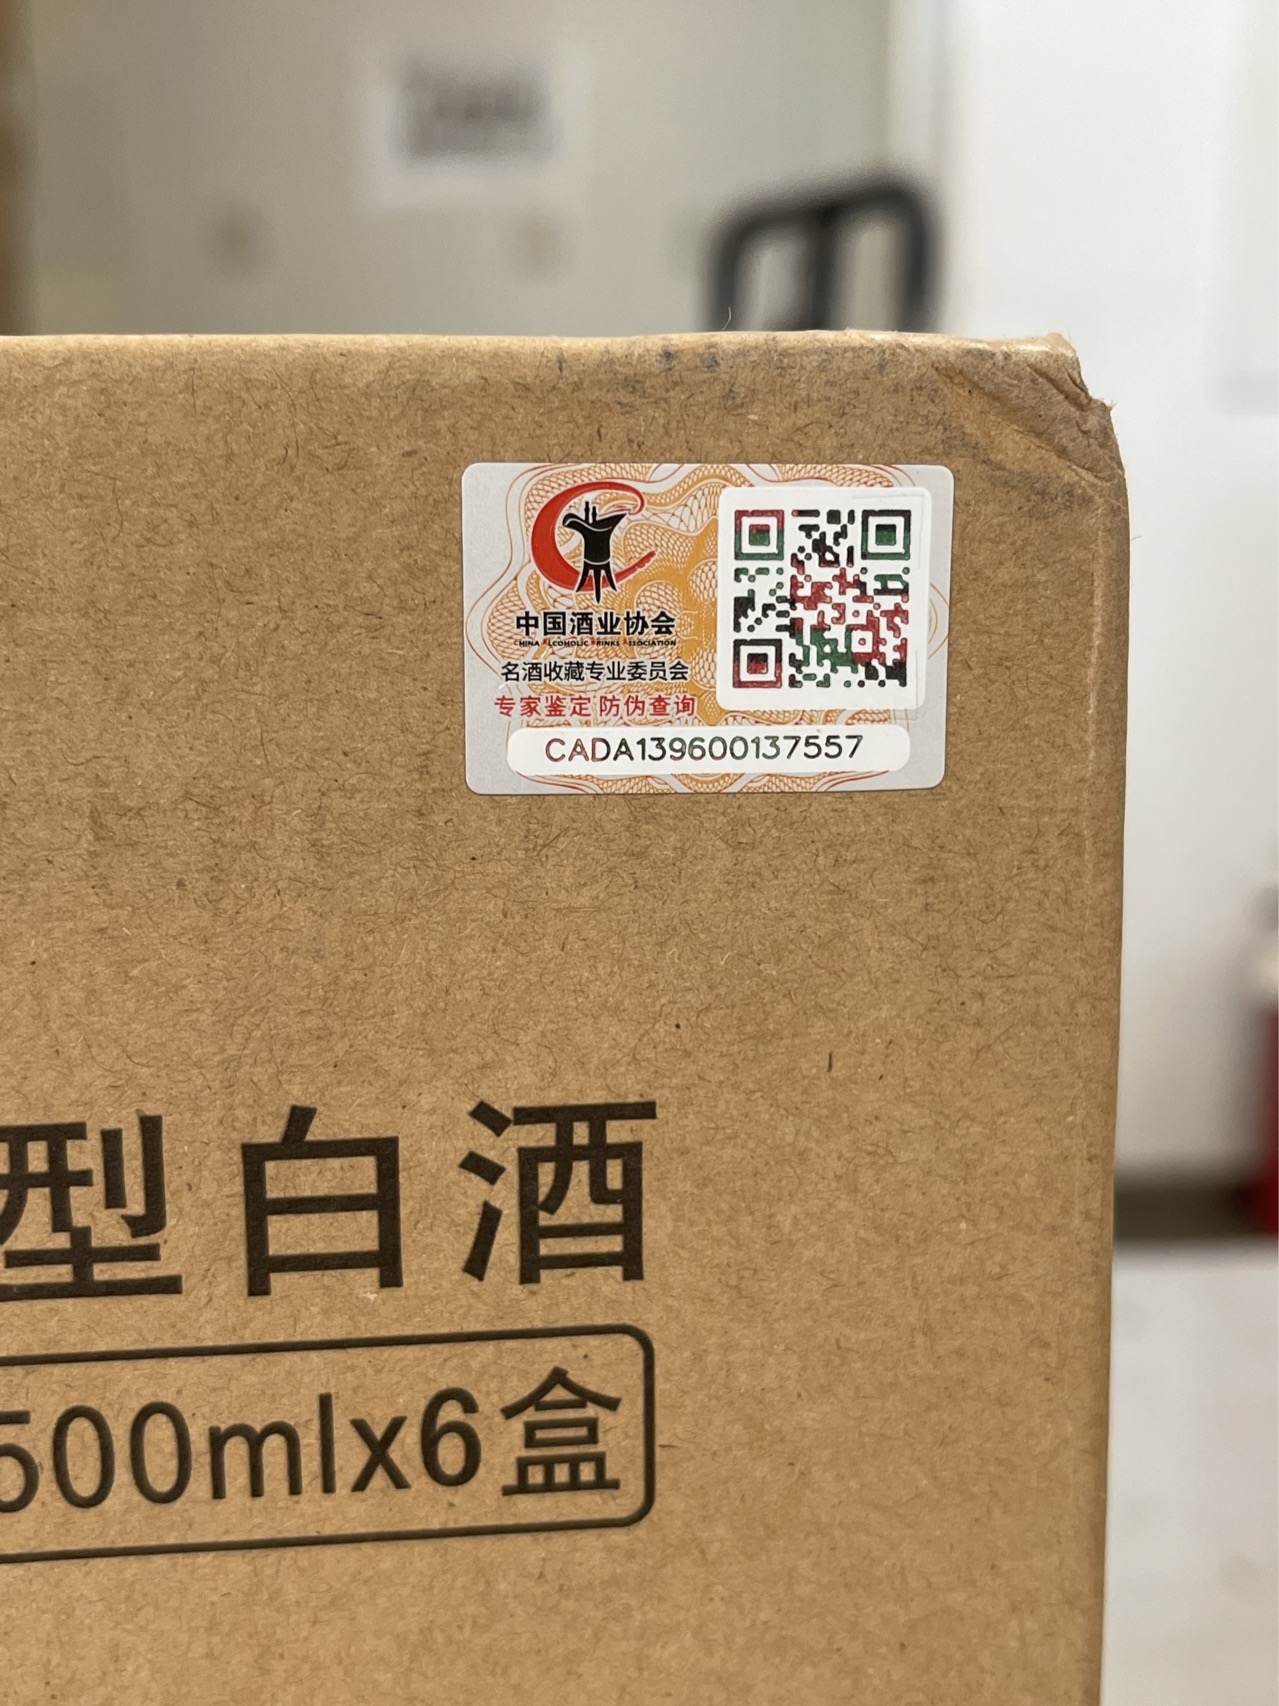 中国酒业协会
CHINA ALCOHOLIC DRINKS ASSOCIATION
名酒收藏专业委员会
专家鉴定 防伪查询
CADA139600137557
型白酒
500mlx6盒